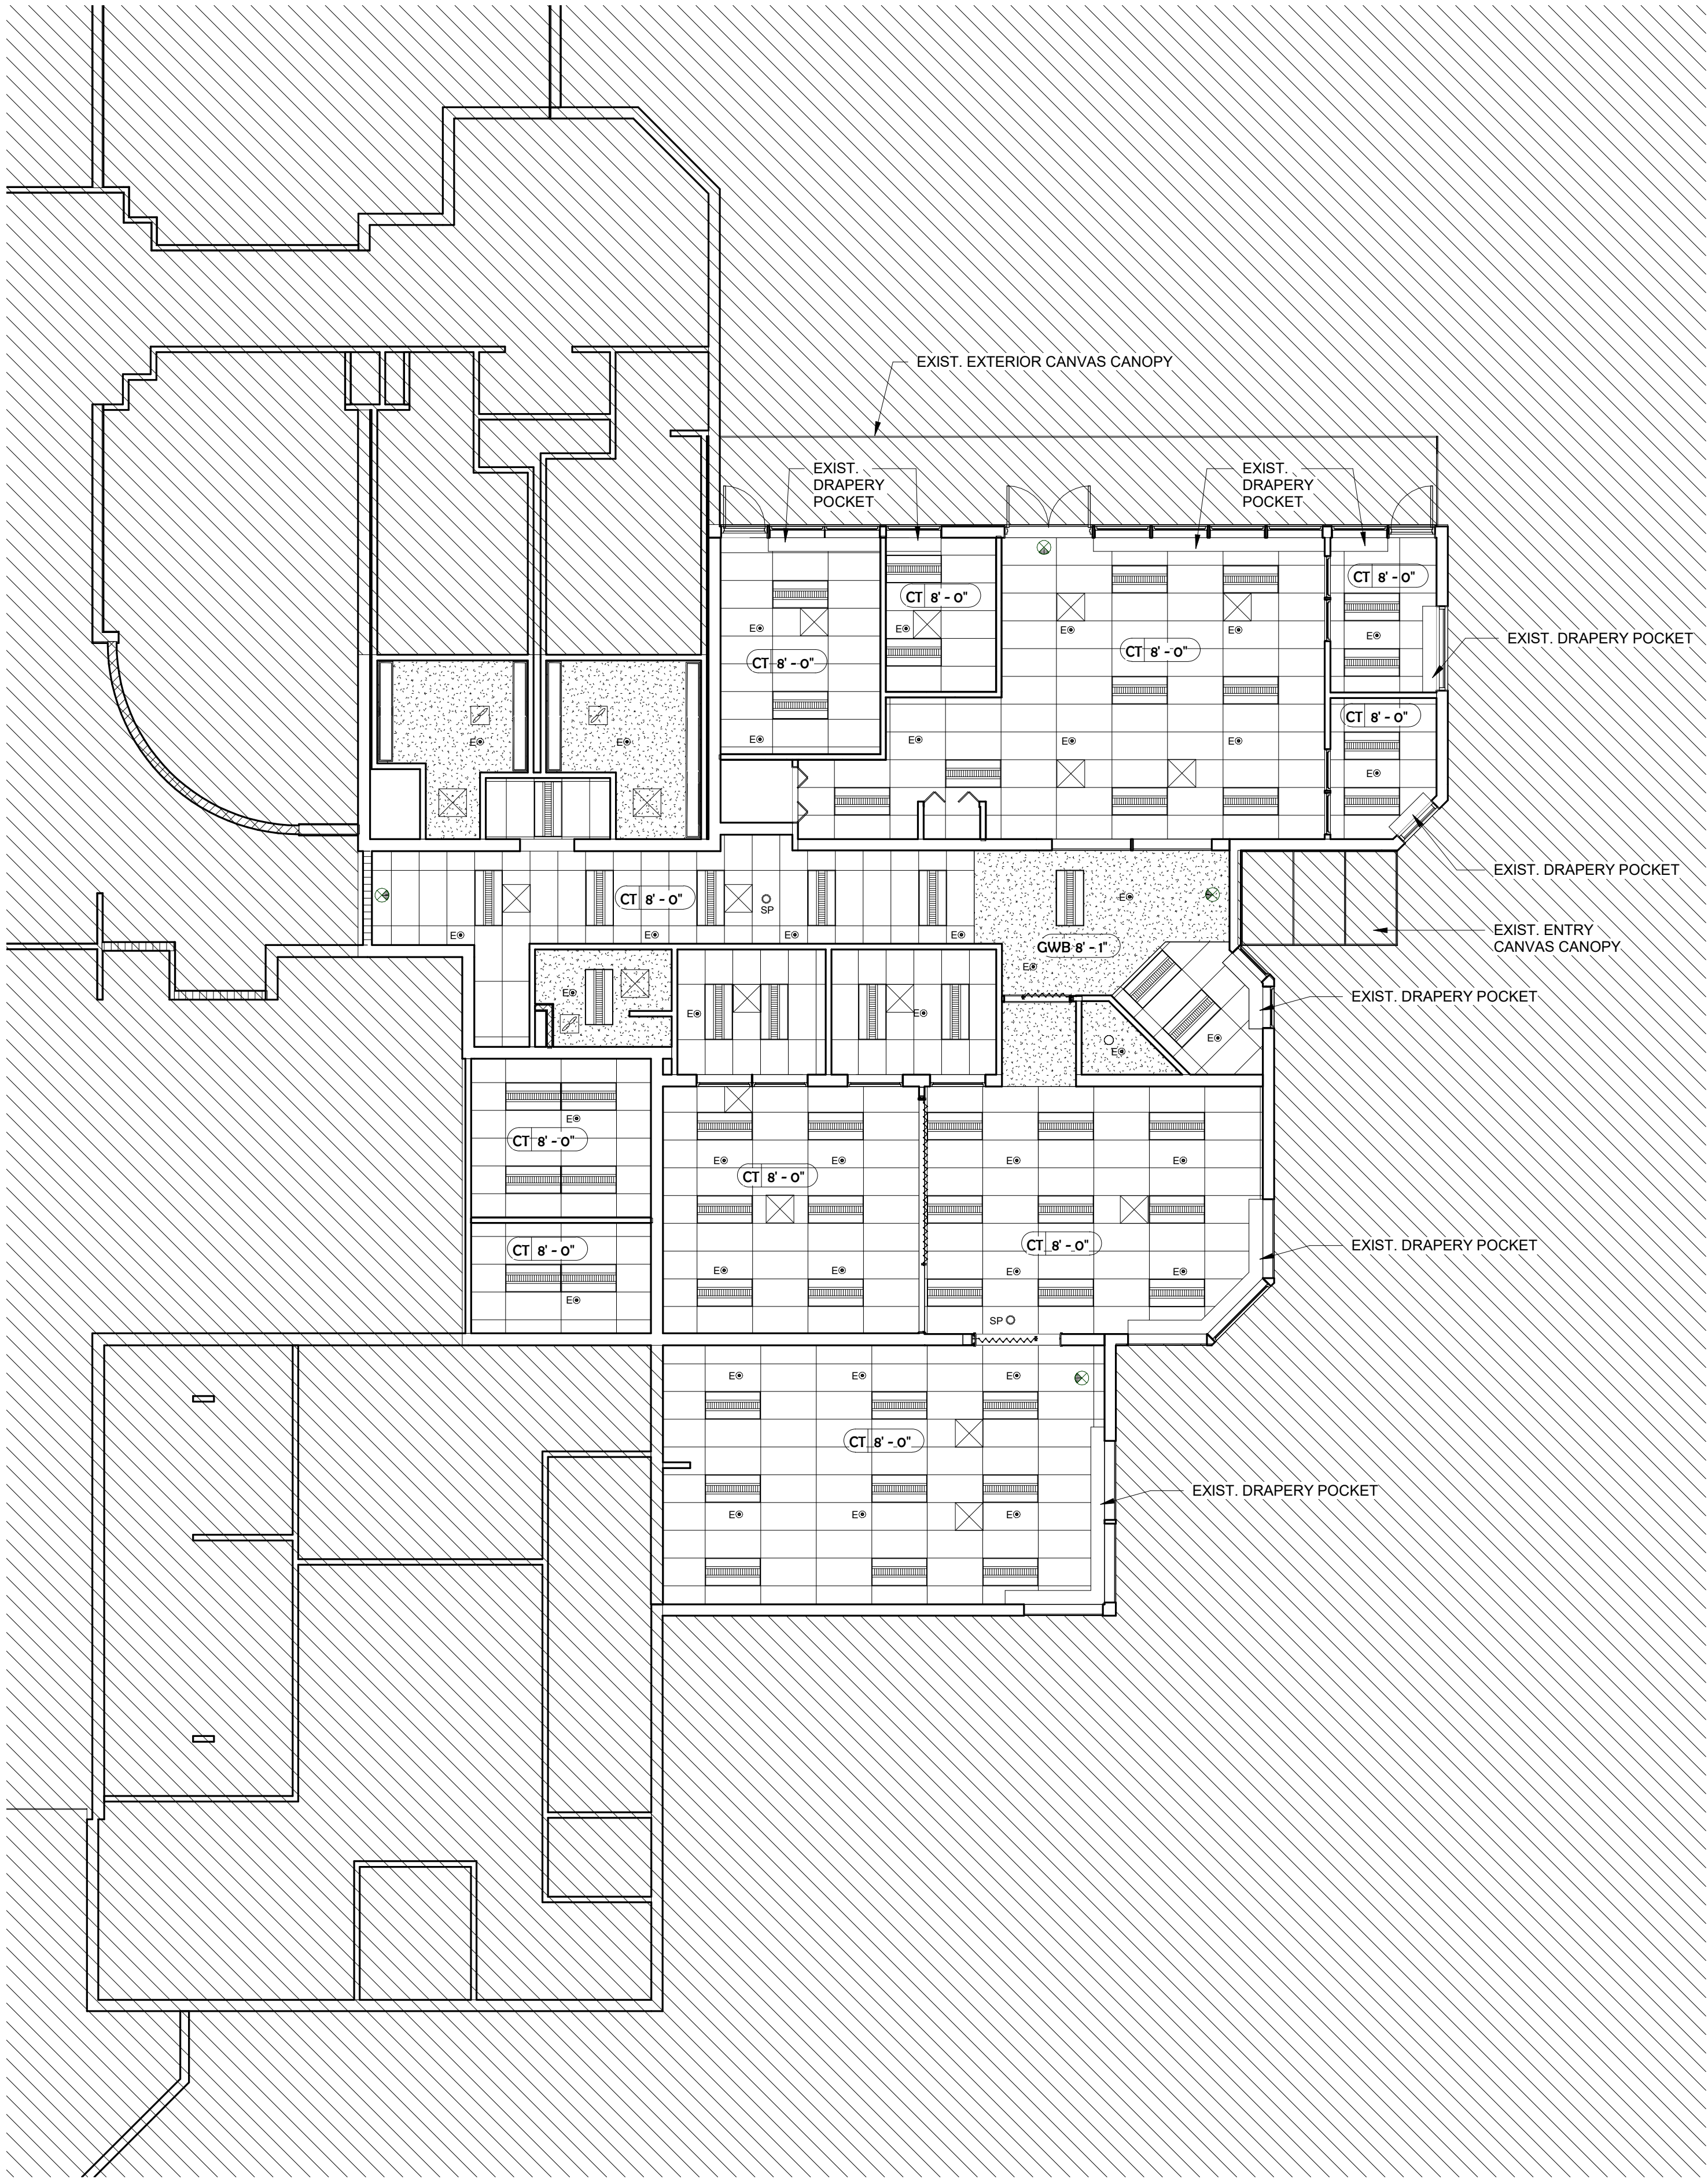 EXIST. EXTERIOR CANVAS CANOPY
EXIST.
DRAPERY
POCKET
EXIST.
DRAPERY
POCKET
CT 8' - 0"
CT 8' - 0"
E
E
E
E
E
EXIST. DRAPERY POCKET
CT 8' - 0"
CT 8' - 0"
CT 8' - 0"
E
E
E
E
E
E
E
E
EXIST. DRAPERY POCKET
CT 8' - 0"
SP
E
E
E
E
E
EXIST. ENTRY
CANVAS CANOPY
GWB 8' - 1"
E
E
EXIST. DRAPERY POCKET
E
E
E
E
E
CT 8' - 0"
E
E
E
E
CT 8' - 0"
CT 8' - 0"
CT 8' - 0"
EXIST. DRAPERY POCKET
E
E
E
E
E
SP
E
E
E
CT 8' - 0"
EXIST. DRAPERY POCKET
E
E
E